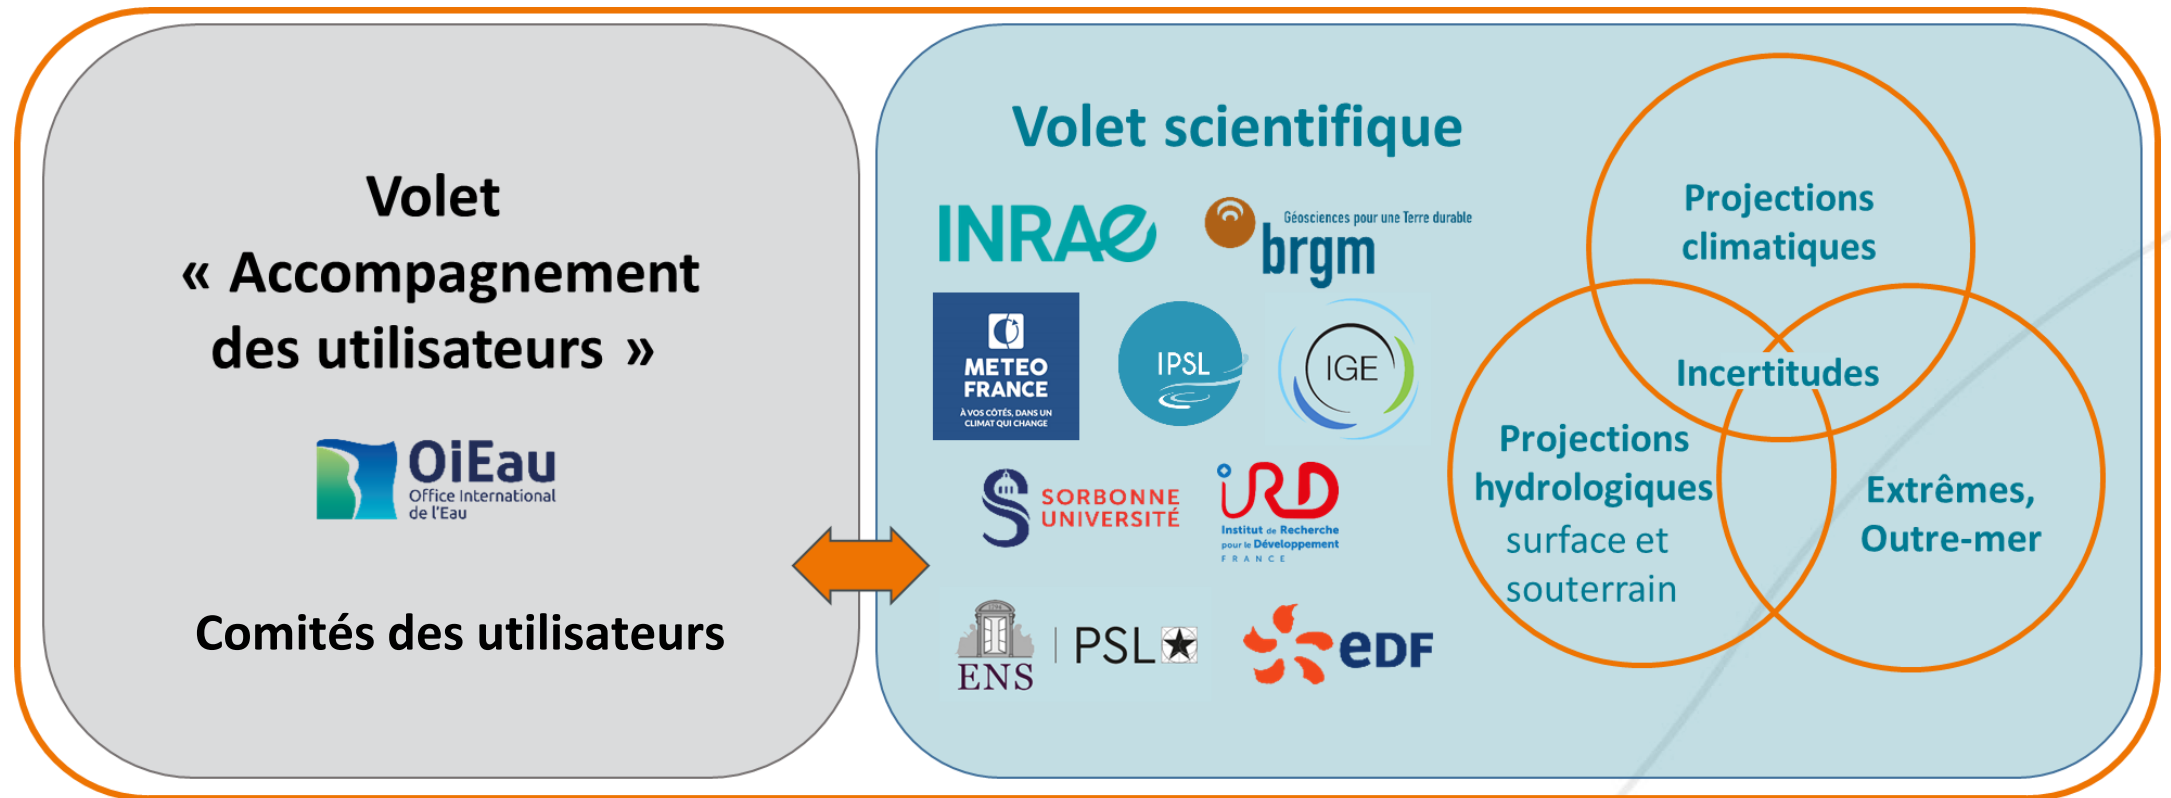 Volet
« Accompagnement
des utilisateurs »
OiEau
Office International
de l'Eau
Comités des utilisateurs
Volet scientifique
INRAE
Géosciences pour une Terre durable
brgm
METEO
FRANCE
À VOS CÔTÉS, DANS UN
CLIMAT QUI CHANGE
IPSL
IGE
SORBONNE
UNIVERSITÉ
IRD
Institut de Recherche
pour le Développement
FRANCE
ENS
PSL
EDF
Projections
climatiques
Incertitudes
Projections
hydrologiques
surface et
souterrain
Extrêmes,
Outre-mer